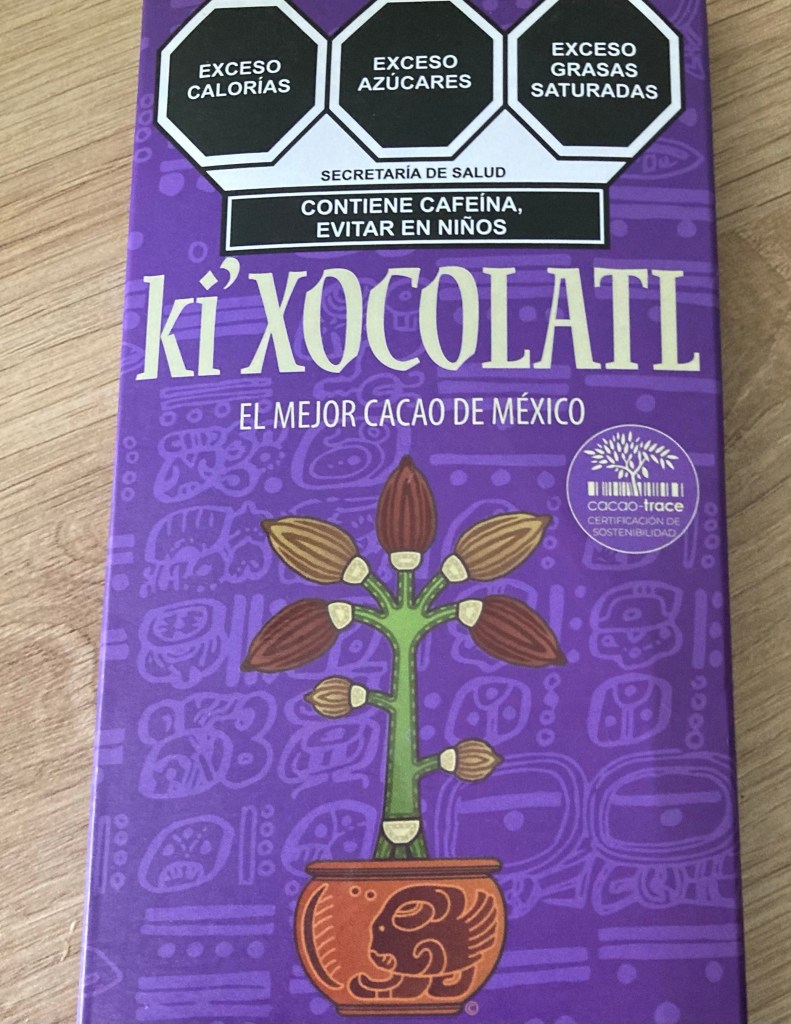 EXCESO
CALORÍAS
EXCESO
AZÚCARES
EXCESO
GRASAS
SATURADAS
SECRETARÍA DE SALUD
CONTIENE CAFEÍNA,
EVITAR EN NIÑOS
ki'XOCOLATL
EL MEJOR CACAO DE MÉXICO
cacao-trace
CERTIFICACIÓN DE
SOSTENIBILIDAD
©